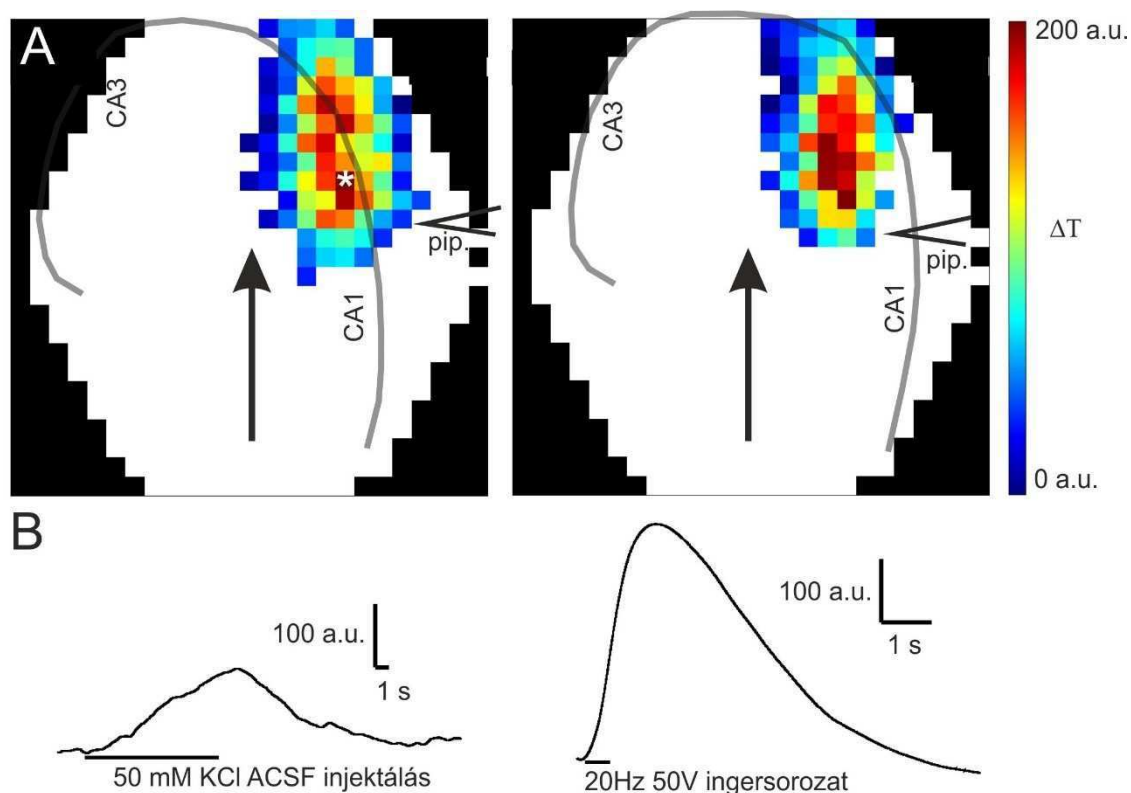 A
CA3
*
pip.
CA1
CA3
pip.
CA1
200 a.u.
ΔT
0 a.u.
B
100 a.u.
1 s
50 mM KCl ACSF injektálás
100 a.u.
1 s
20Hz 50V ingersorozat